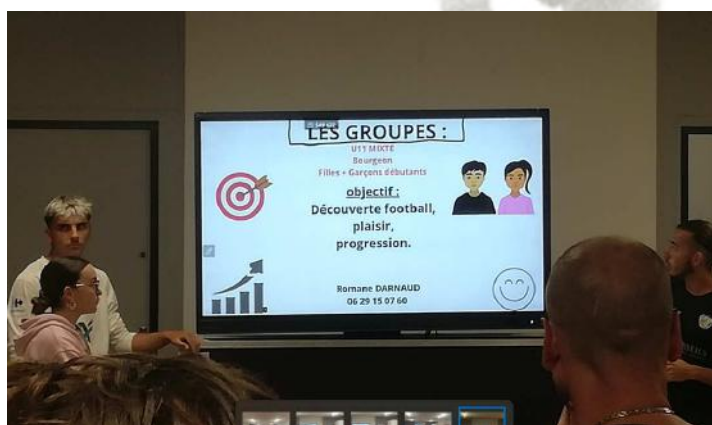 LES GROUPES :
U11 MIXTE
Bourgeon
Filles + Garçons débutants
objectif :
Découverte football,
plaisir,
progression.
Romane DARNAUD
06 29 15 07 60